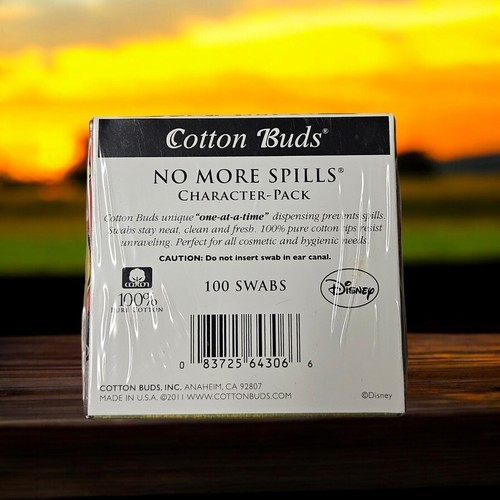 Cotton Buds®
NO MORE SPILLS®
CHARACTER-PACK
Cotton Buds unique "one-at-a-time" dispensing prevents spills.
Swabs stay neat, clean and fresh. 100% pure cotton tips resist
unraveling. Perfect for all cosmetic and hygienic needs.
CAUTION: Do not insert swab in ear canal.
100 SWABS
cotton
100%
PURE COTTON
Disney
0 83725 64306 6
COTTON BUDS, INC. ANAHEIM, CA 92807
MADE IN U.S.A. ©2011 WWW.COTTONBUDS.COM
©Disney